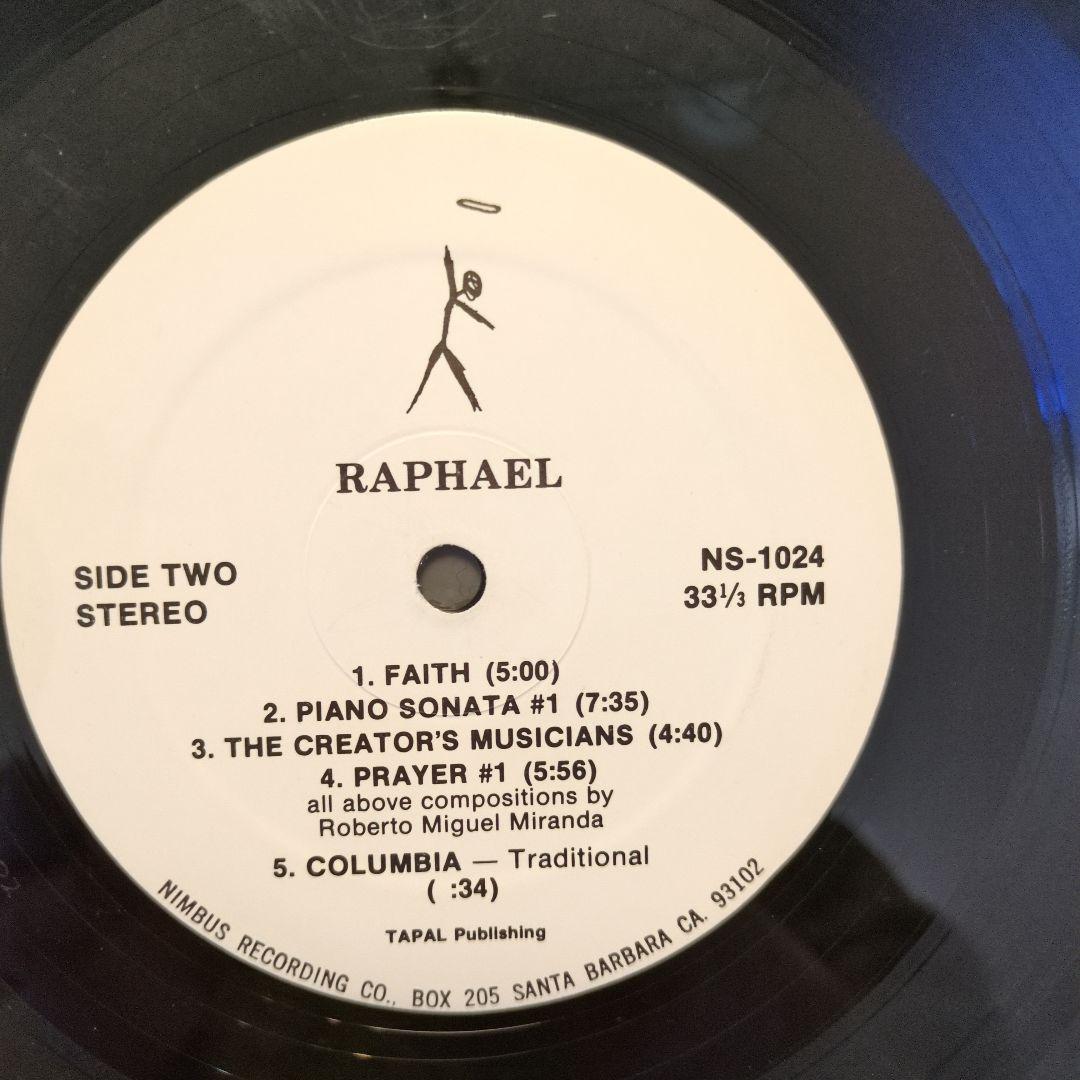 RAPHAEL
SIDE TWO
STEREO
NS-1024
33⅓ RPM
1. FAITH (5:00)
2. PIANO SONATA #1 (7:35)
3. THE CREATOR'S MUSICIANS (4:40)
4. PRAYER #1 (5:56)
all above compositions by
Roberto Miguel Miranda
5. COLUMBIA — Traditional
( :34)
TAPAL Publishing
NIMBUS RECORDING CO., BOX 205 SANTA BARBARA CA. 93102